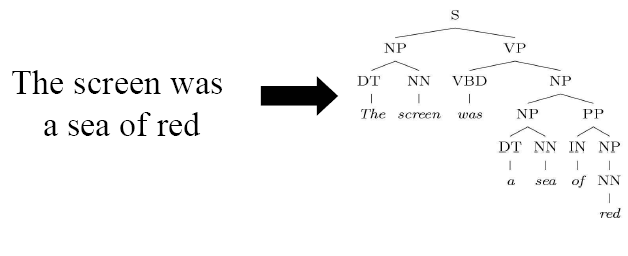 The screen was
a sea of red
S
NP VP
DT NN VBD NP
The screen was NP PP
DT NN IN NP
a sea of NN
red